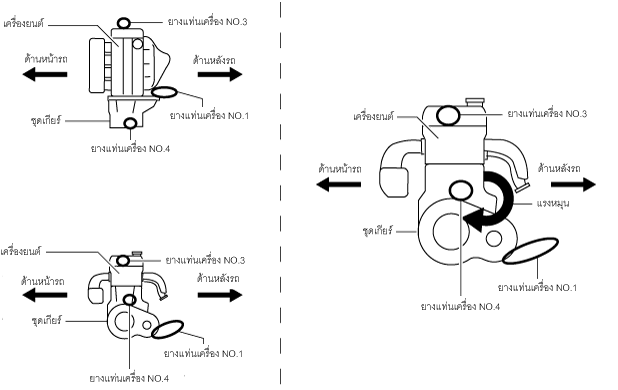 เครื่องยนต์
ยางแท่นเครื่อง NO.3
ด้านหน้ารถ
ด้านหลังรถ
ยางแท่นเครื่อง NO.1
ชุดเกียร์
ยางแท่นเครื่อง NO.4
เครื่องยนต์
ยางแท่นเครื่อง NO.3
ด้านหน้ารถ
ด้านหลังรถ
ชุดเกียร์
ยางแท่นเครื่อง NO.1
ยางแท่นเครื่อง NO.4
เครื่องยนต์
ยางแท่นเครื่อง NO.3
ด้านหน้ารถ
ด้านหลังรถ
แรงหมุน
ชุดเกียร์
ยางแท่นเครื่อง NO.1
ยางแท่นเครื่อง NO.4